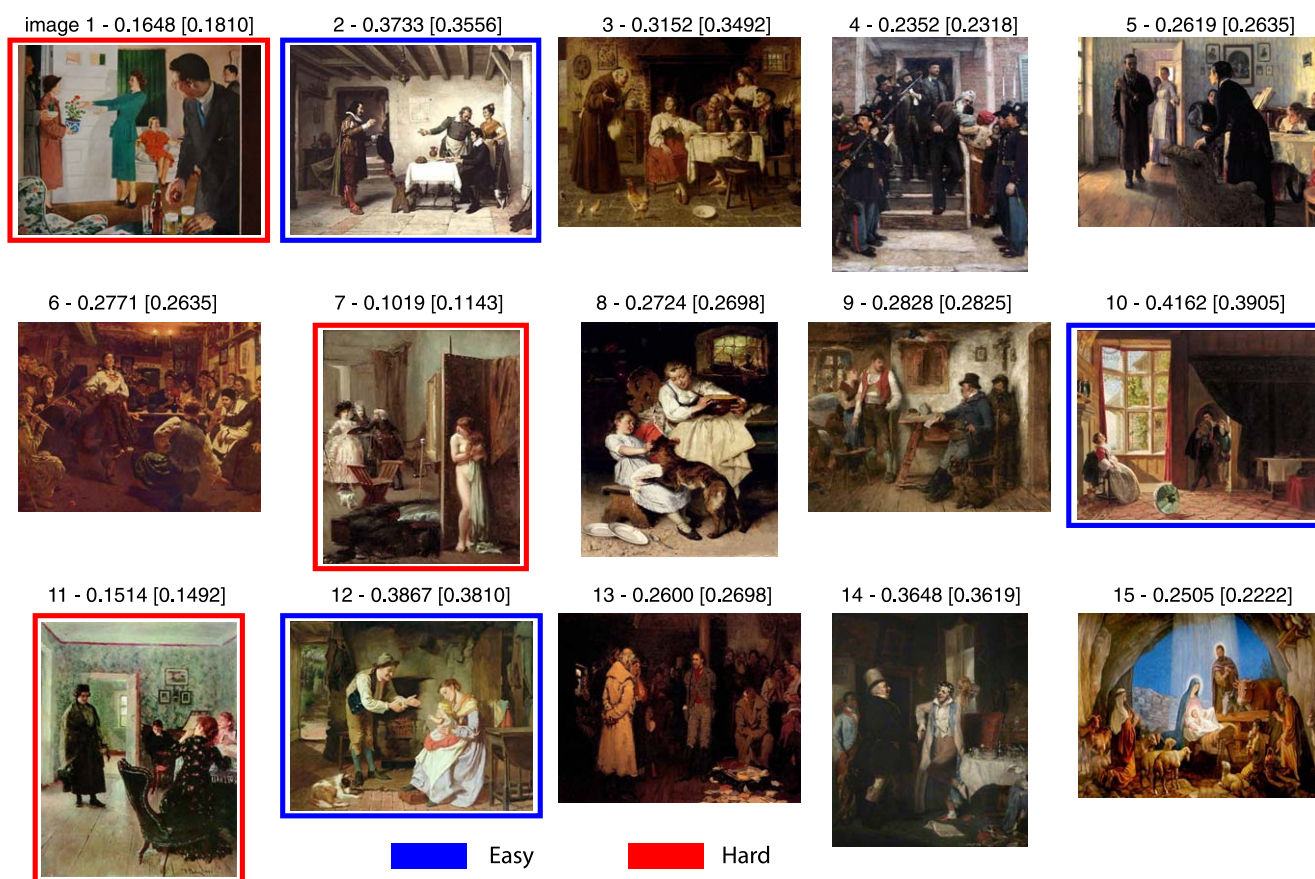 image 1 - 0.1648 [0.1810]
2 - 0.3733 [0.3556]
3 - 0.3152 [0.3492]
4 - 0.2352 [0.2318]
5 - 0.2619 [0.2635]
6 - 0.2771 [0.2635]
7 - 0.1019 [0.1143]
8 - 0.2724 [0.2698]
9 - 0.2828 [0.2825]
10 - 0.4162 [0.3905]
11 - 0.1514 [0.1492]
12 - 0.3867 [0.3810]
13 - 0.2600 [0.2698]
14 - 0.3648 [0.3619]
15 - 0.2505 [0.2222]
Easy
Hard